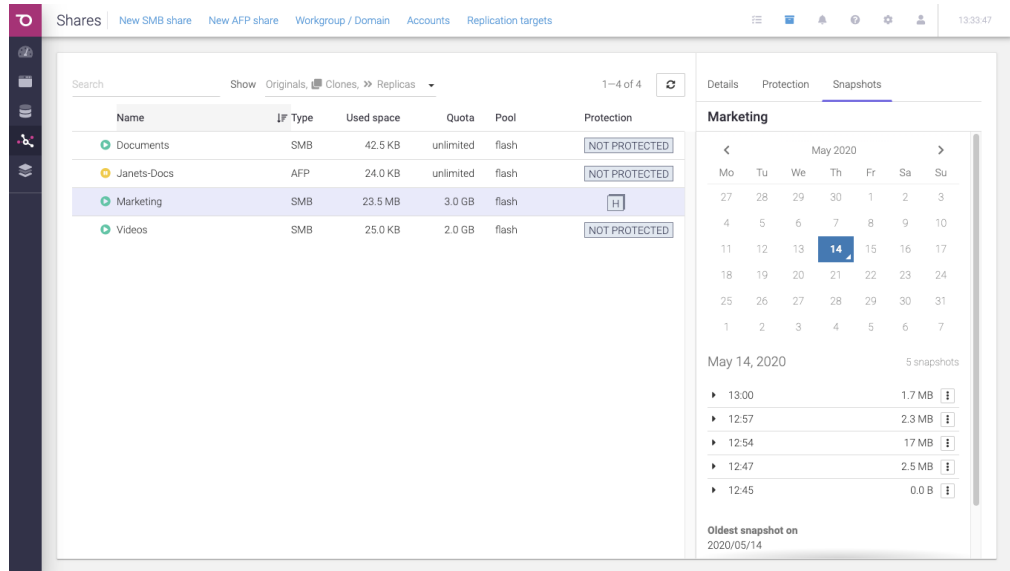 Shares New SMB share New AFP share Workgroup / Domain Accounts Replication targets 13:33:47
Search Show Originals, Clones, Replicas 1—4 of 4
Name Type Used space Quota Pool Protection
Documents SMB 42.5 KB unlimited flash NOT PROTECTED
Janets-Docs AFP 24.0 KB unlimited flash NOT PROTECTED
Marketing SMB 23.5 MB 3.0 GB flash H
Videos SMB 25.0 KB 2.0 GB flash NOT PROTECTED
Details Protection Snapshots
Marketing
May 2020
Mo Tu We Th Fr Sa Su
27 28 29 30 1 2 3
4 5 6 7 8 9 10
11 12 13 14 15 16 17
18 19 20 21 22 23 24
25 26 27 28 29 30 31
1 2 3 4 5 6 7
May 14, 2020 5 snapshots
13:00 1.7 MB
12:57 2.3 MB
12:54 17 MB
12:47 2.5 MB
12:45 0.0 B
Oldest snapshot on
2020/05/14